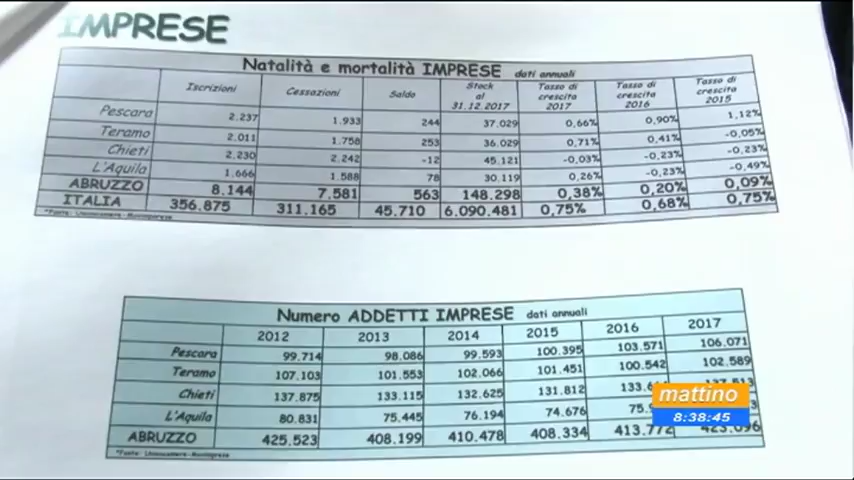 IMPRESE
Natalità e mortalità IMPRESE dati annuali
Iscrizioni Cessazioni Saldo Stock al 31.12.2017 Tasso di crescita 2017 Tasso di crescita 2016 Tasso di crescita 2015
Pescara 2.237 1.933 244 37.029 0,66% 0,90% 1,12%
Teramo 2.011 1.758 253 36.029 0,71% 0,41% -0,05%
Chieti 2.230 2.242 -12 45.121 -0,03% -0,23% -0,23%
L'Aquila 1.666 1.588 78 30.119 0,26% -0,23% -0,49%
ABRUZZO 8.144 7.581 563 148.298 0,38% 0,20% 0,09%
ITALIA 356.875 311.165 45.710 6.090.481 0,75% 0,68% 0,75%
*Fonte: Unioncamere - Movimprese
Numero ADDETTI IMPRESE dati annuali
2012 2013 2014 2015 2016 2017
Pescara 99.714 98.086 99.593 100.395 103.571 106.071
Teramo 107.103 101.553 102.066 101.451 100.542 102.589
Chieti 137.875 133.115 132.625 131.812
L'Aquila 80.831 75.445 76.194 74.676
ABRUZZO 425.523 408.199 410.478 408.334 413.772
*Fonte: Unioncamere - Movimprese
mattino
8:38:45